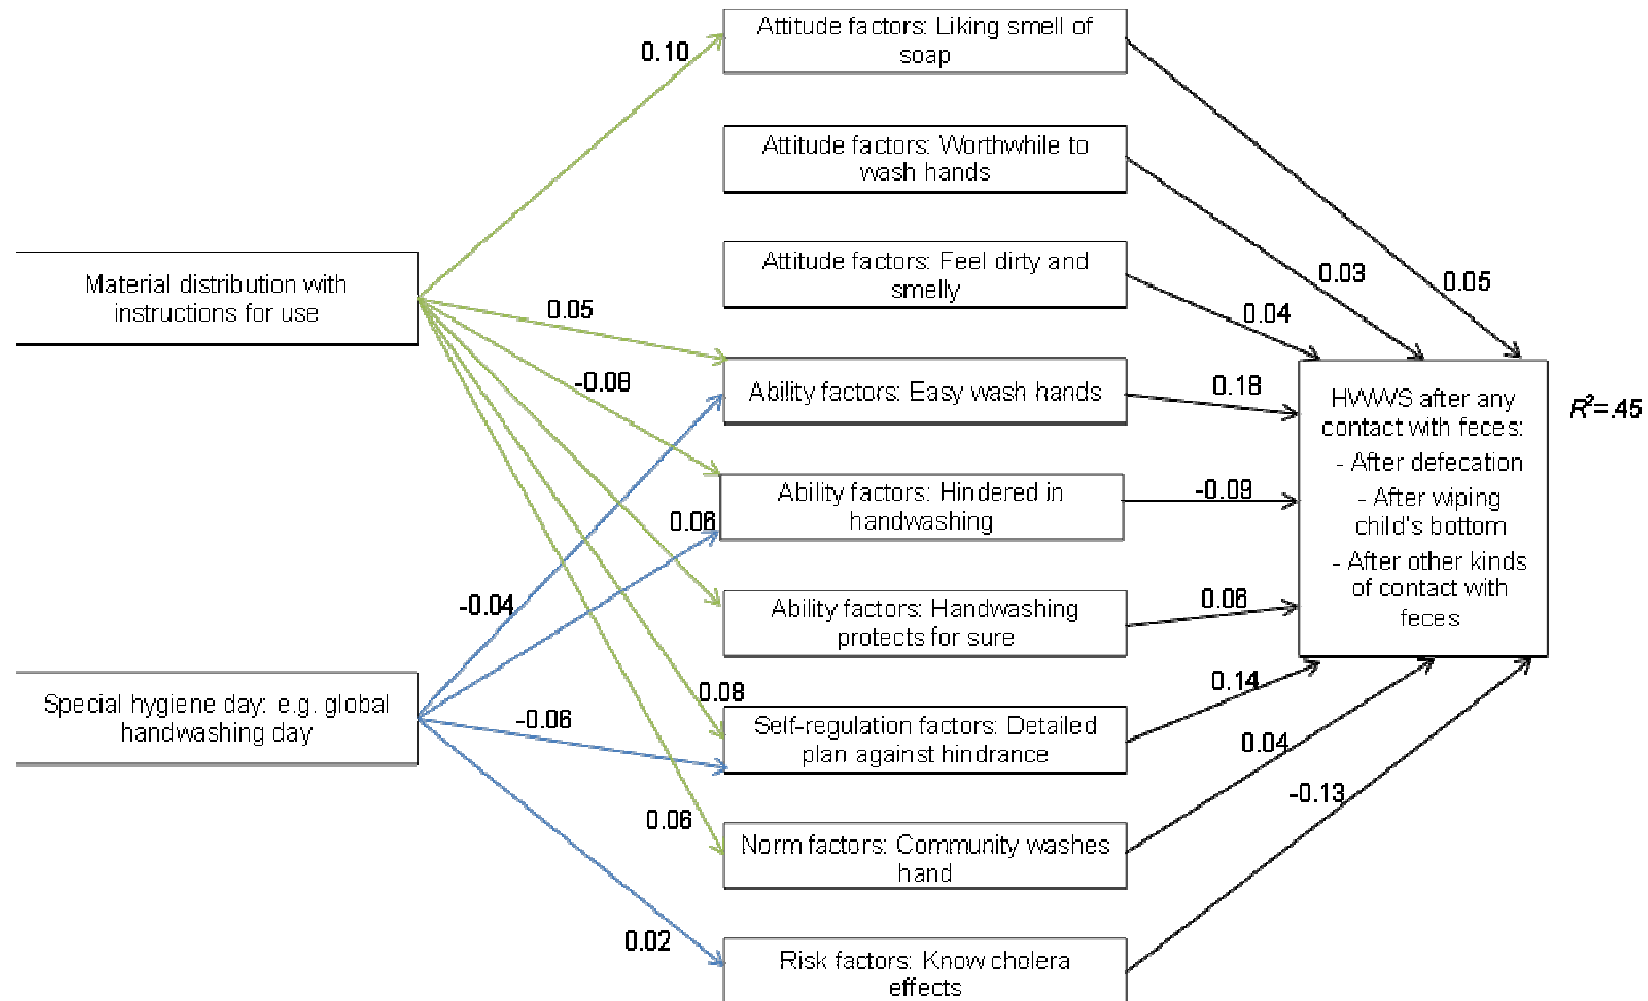 Attitude factors: Liking smell of
soap
0.10
Attitude factors: Worthwhile to
wash hands
Attitude factors: Feel dirty and
smelly
0.03
0.05
0.04
Material distribution with
instructions for use
0.05
-0.08
Ability factors: Easy wash hands
0.18
HWWS after any
contact with feces:
- After defecation
- After wiping
child's bottom
- After other kinds
of contact with
feces
R²=.45
Ability factors: Hindered in
handwashing
-0.09
0.06
-0.04
Ability factors: Handwashing
protects for sure
0.06
Special hygiene day: e.g. global
handwashing day
-0.06
0.08
Self-regulation factors: Detailed
plan against hindrance
0.14
0.04
-0.13
0.06
Norm factors: Community washes
hand
0.02
Risk factors: Know cholera
effects